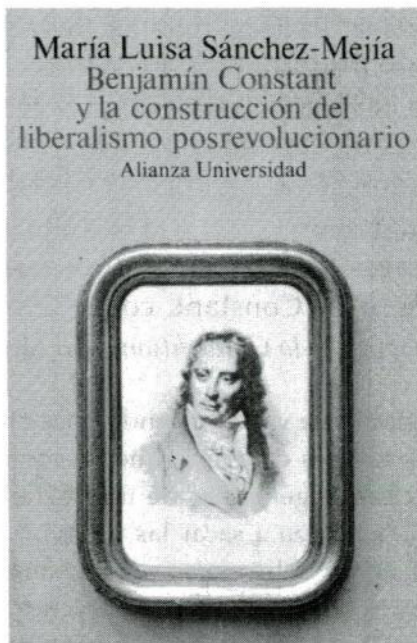 María Luisa Sánchez-Mejía
Benjamín Constant
y la construcción del
liberalismo posrevolucionario
Alianza Universidad